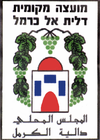 מועצה מקומית
דלית אל כרמל
المجلس المحلي
دالية الكرمل